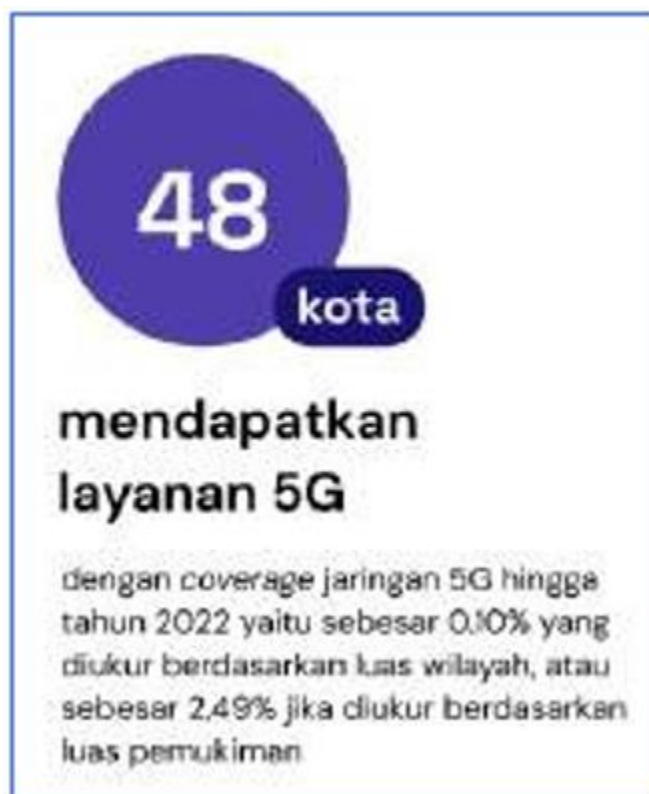 48
kota
mendapatkan
layanan 5G
dengan coverage jaringan 5G hingga
tahun 2022 yaitu sebesar 0.10% yang
diukur berdasarkan luas wilayah, atau
sebesar 2,49% jika diukur berdasarkan
luas pemukiman